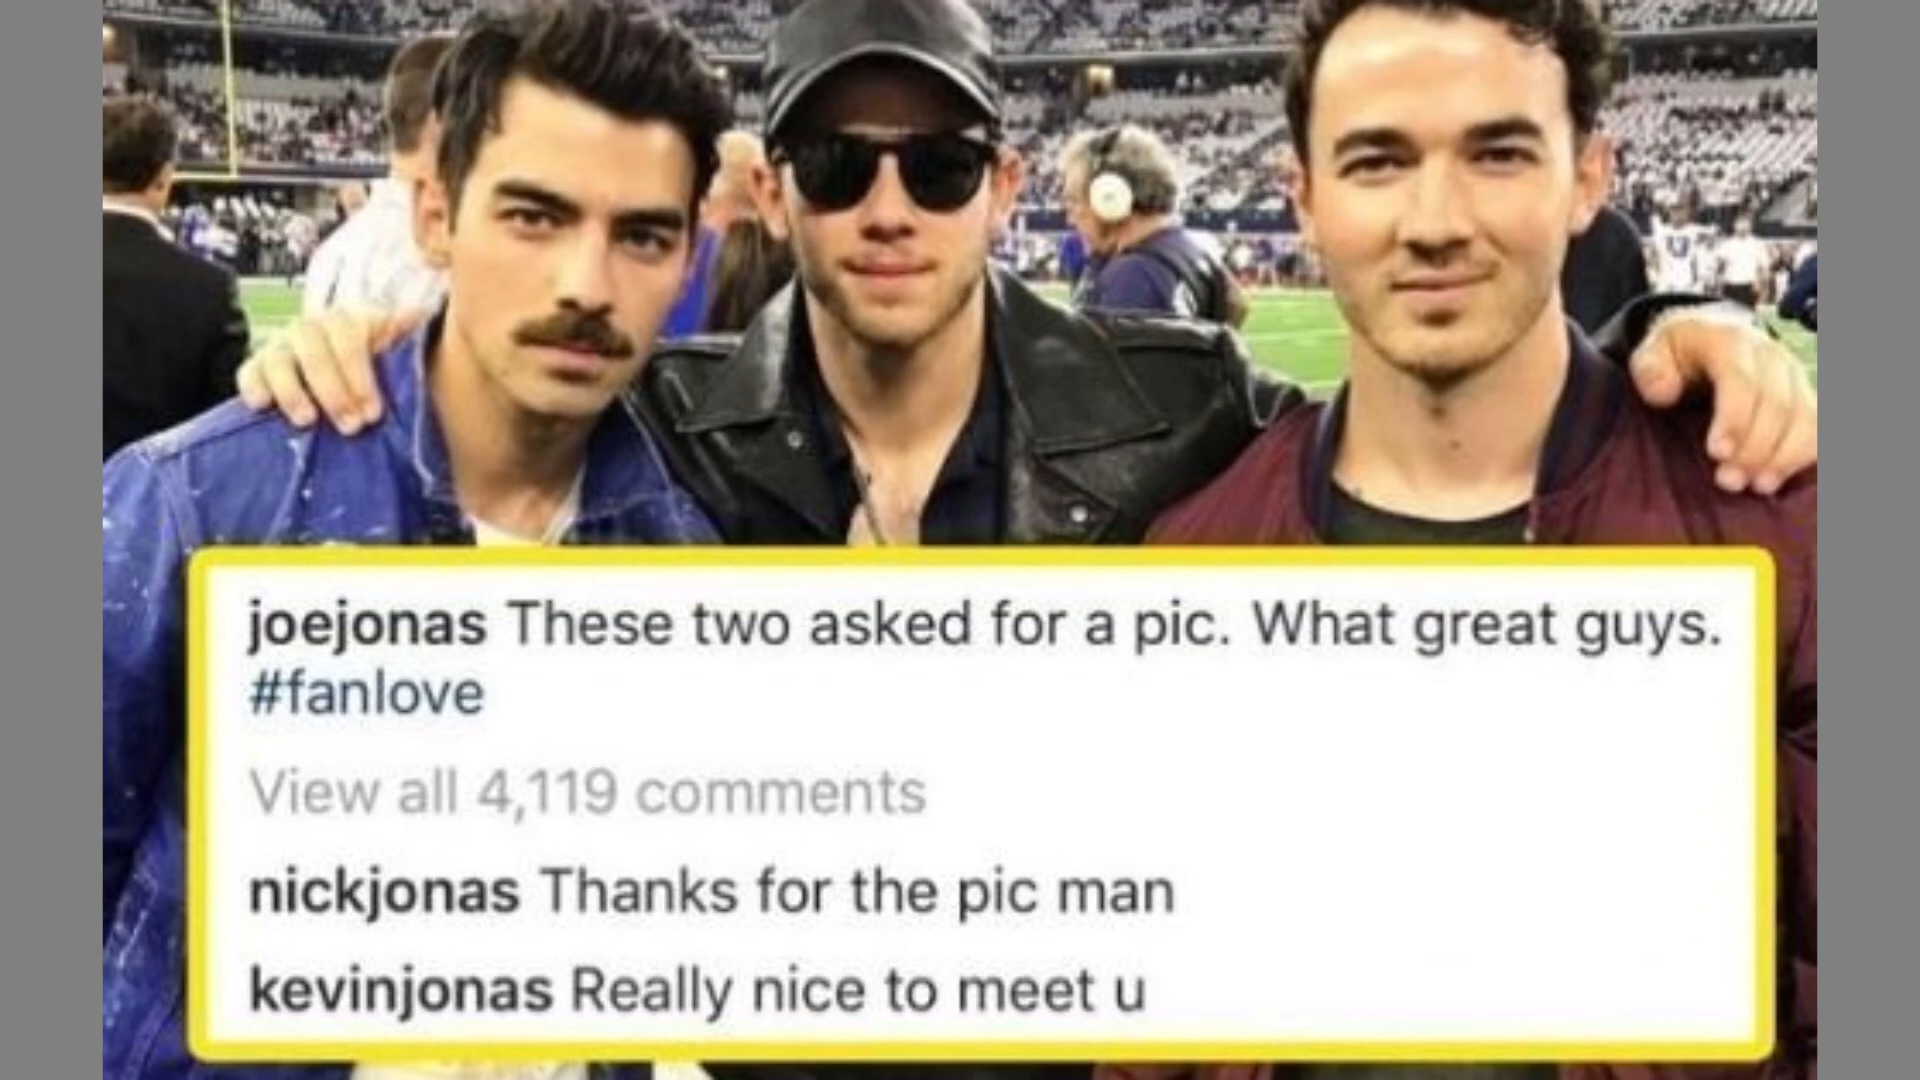 joejonas These two asked for a pic. What great guys.
#fanlove
View all 4,119 comments
nickjonas Thanks for the pic man
kevinjonas Really nice to meet u